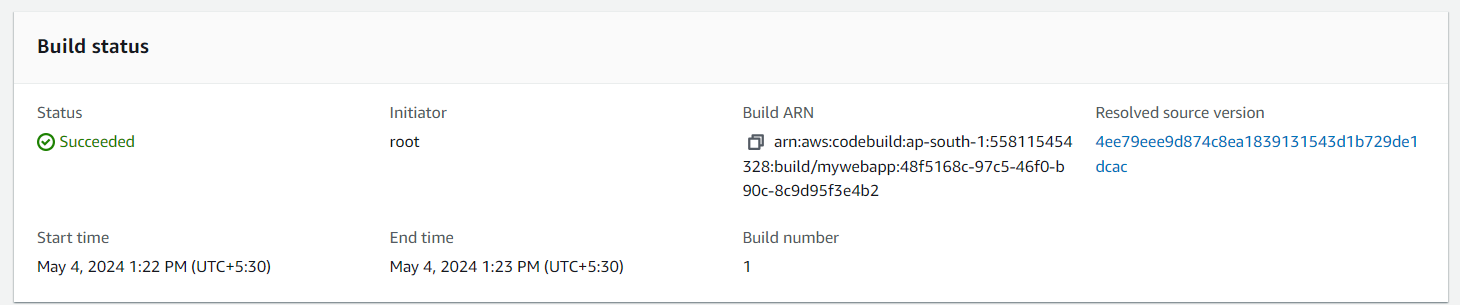 Build status
Status
Succeeded
Initiator
root
Build ARN
arn:aws:codebuild:ap-south-1:558115454
328:build/mywebapp:48f5168c-97c5-46f0-b
90c-8c9d95f3e4b2
Resolved source version
4ee79eee9d874c8ea1839131543d1b729de1
dcac
Start time
May 4, 2024 1:22 PM (UTC+5:30)
End time
May 4, 2024 1:23 PM (UTC+5:30)
Build number
1